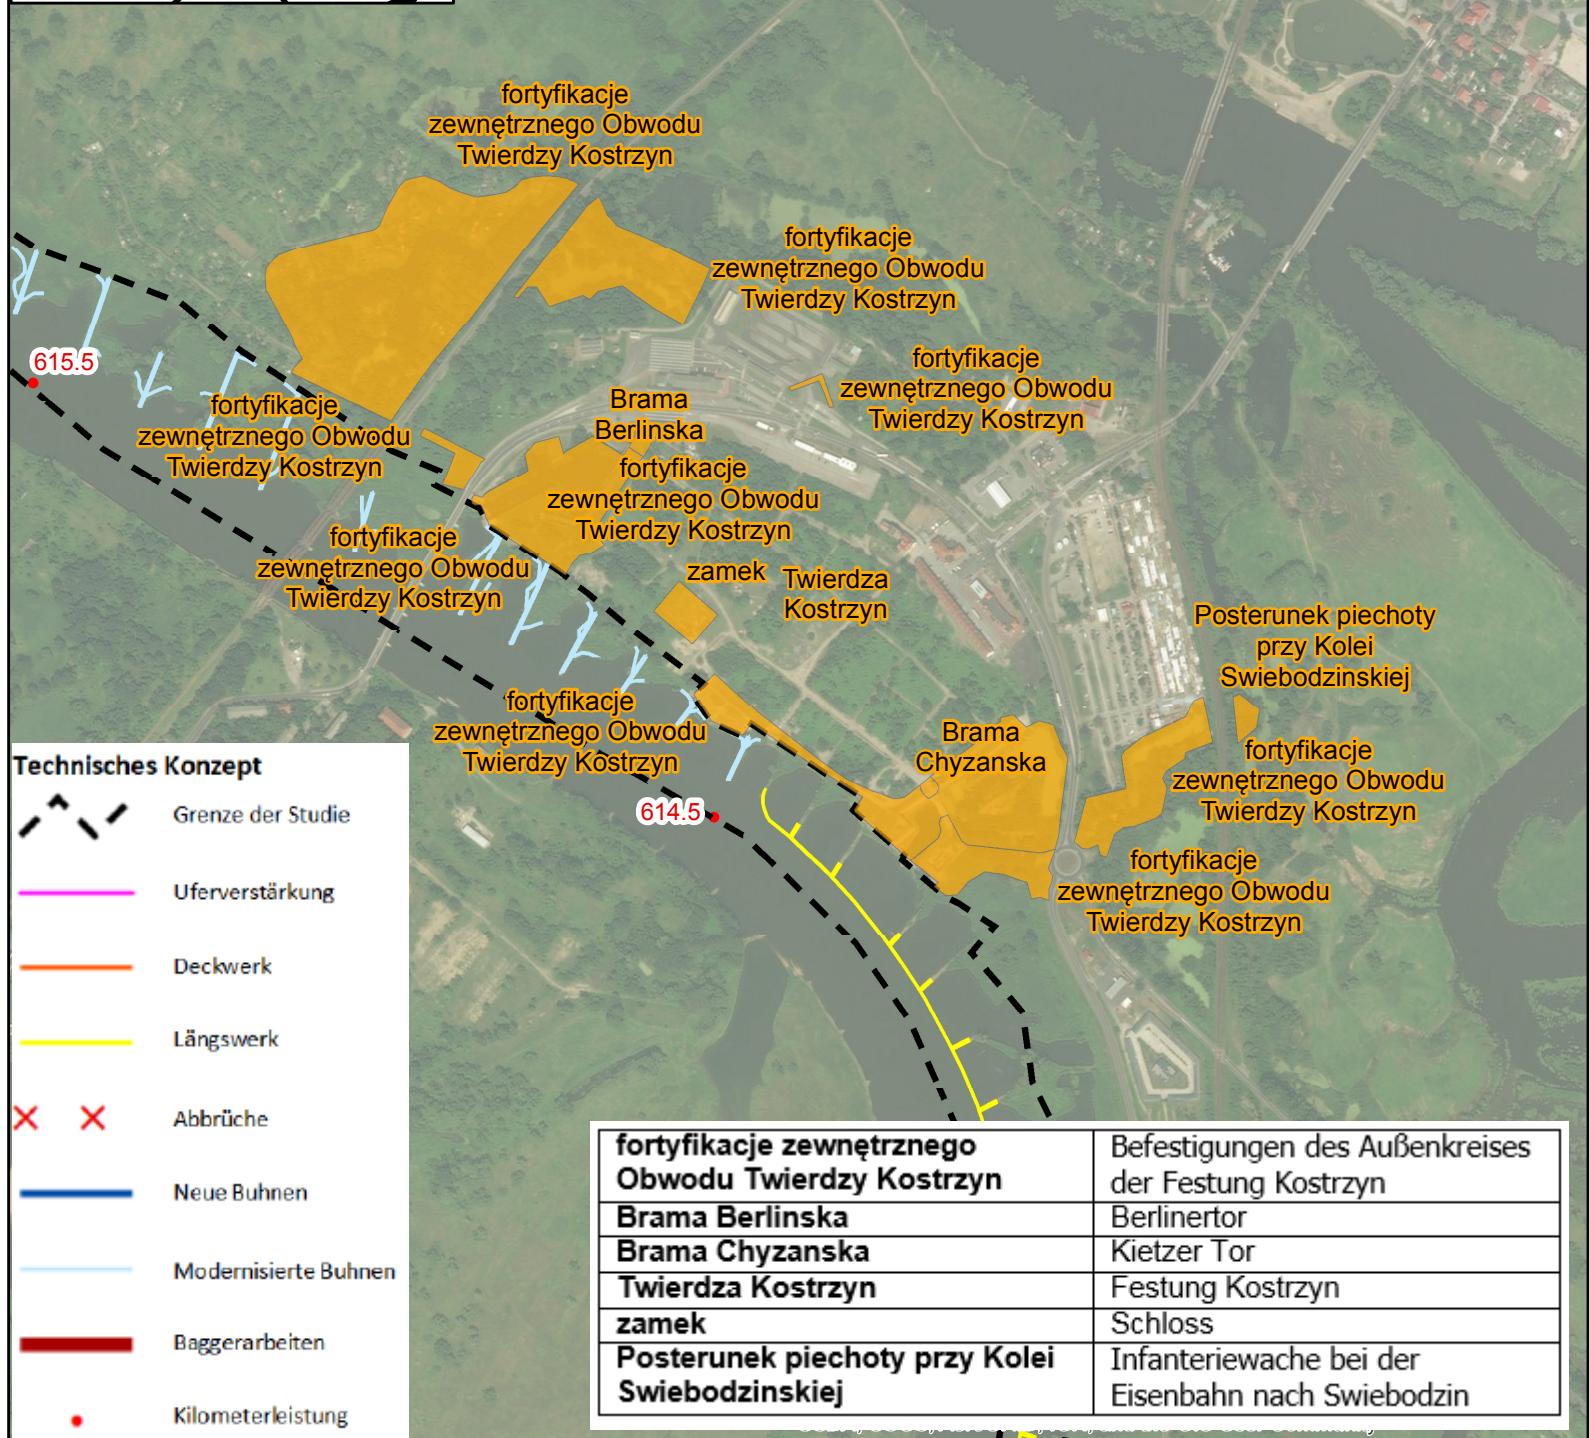 fortyfikacje
zewnętrznego Obwodu
Twierdzy Kostrzyn
fortyfikacje
zewnętrznego Obwodu
Twierdzy Kostrzyn
615.5
fortyfikacje
zewnętrznego Obwodu
Twierdzy Kostrzyn
fortyfikacje
zewnętrznego Obwodu
Twierdzy Kostrzyn
Brama
Berlinska
fortyfikacje
zewnętrznego Obwodu
Twierdzy Kostrzyn
fortyfikacje
zewnętrznego Obwodu
Twierdzy Kostrzyn
zamek
Twierdza
Kostrzyn
Posterunek piechoty
przy Kolei
Swiebodzinskiej
fortyfikacje
zewnętrznego Obwodu
Twierdzy Kostrzyn
Brama
Chyzanska
fortyfikacje
zewnętrznego Obwodu
Twierdzy Kostrzyn
614.5
fortyfikacje
zewnętrznego Obwodu
Twierdzy Kostrzyn
Technisches Konzept
Grenze der Studie
Uferverstärkung
Deckwerk
Längswerk
Abbrüche
Neue Buhnen
Modernisierte Buhnen
Baggerarbeiten
Kilometerleistung
fortyfikacje zewnętrznego
Obwodu Twierdzy Kostrzyn
Befestigungen des Außenkreises
der Festung Kostrzyn
Brama Berlinska
Berlinertor
Brama Chyzanska
Kietzer Tor
Twierdza Kostrzyn
Festung Kostrzyn
zamek
Schloss
Posterunek piechoty przy Kolei
Swiebodzinskiej
Infanteriewache bei der
Eisenbahn nach Swiebodzin